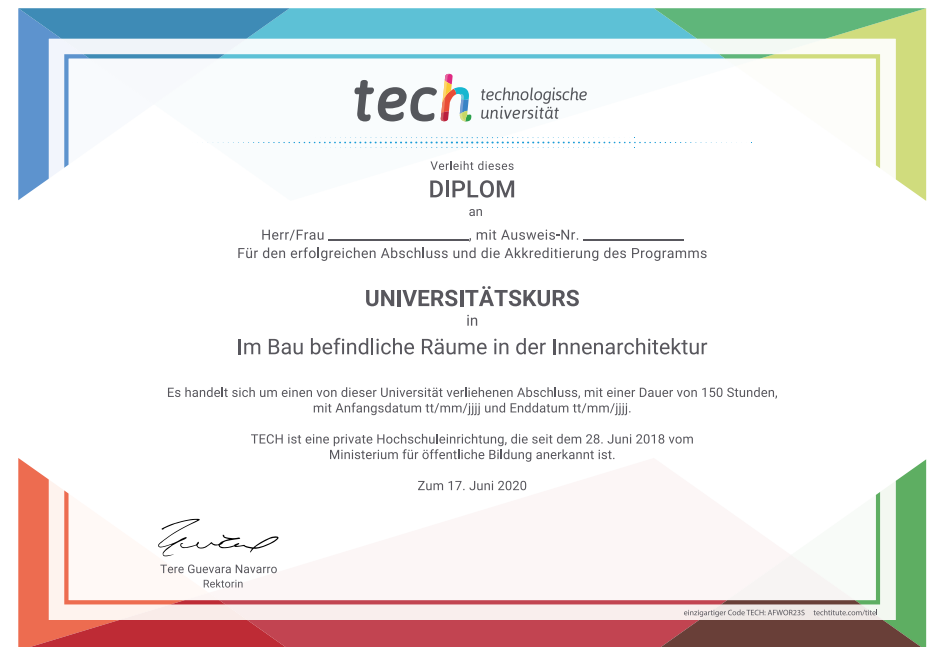 tech technologische
universität
Verleiht dieses
DIPLOM
an
Herr/Frau ____________, mit Ausweis-Nr. ____________
Für den erfolgreichen Abschluss und die Akkreditierung des Programms
UNIVERSITÄTSKURS
in
Im Bau befindliche Räume in der Innenarchitektur
Es handelt sich um einen von dieser Universität verliehenen Abschluss, mit einer Dauer von 150 Stunden,
mit Anfangsdatum tt/mm/jjjj und Enddatum tt/mm/jjjj.
TECH ist eine private Hochschuleinrichtung, die seit dem 28. Juni 2018 vom
Ministerium für öffentliche Bildung anerkannt ist.
Zum 17. Juni 2020
Tere Guevara Navarro
Rektorin
einzigartiger Code TECH: AFWOR23S techtitute.com/titel